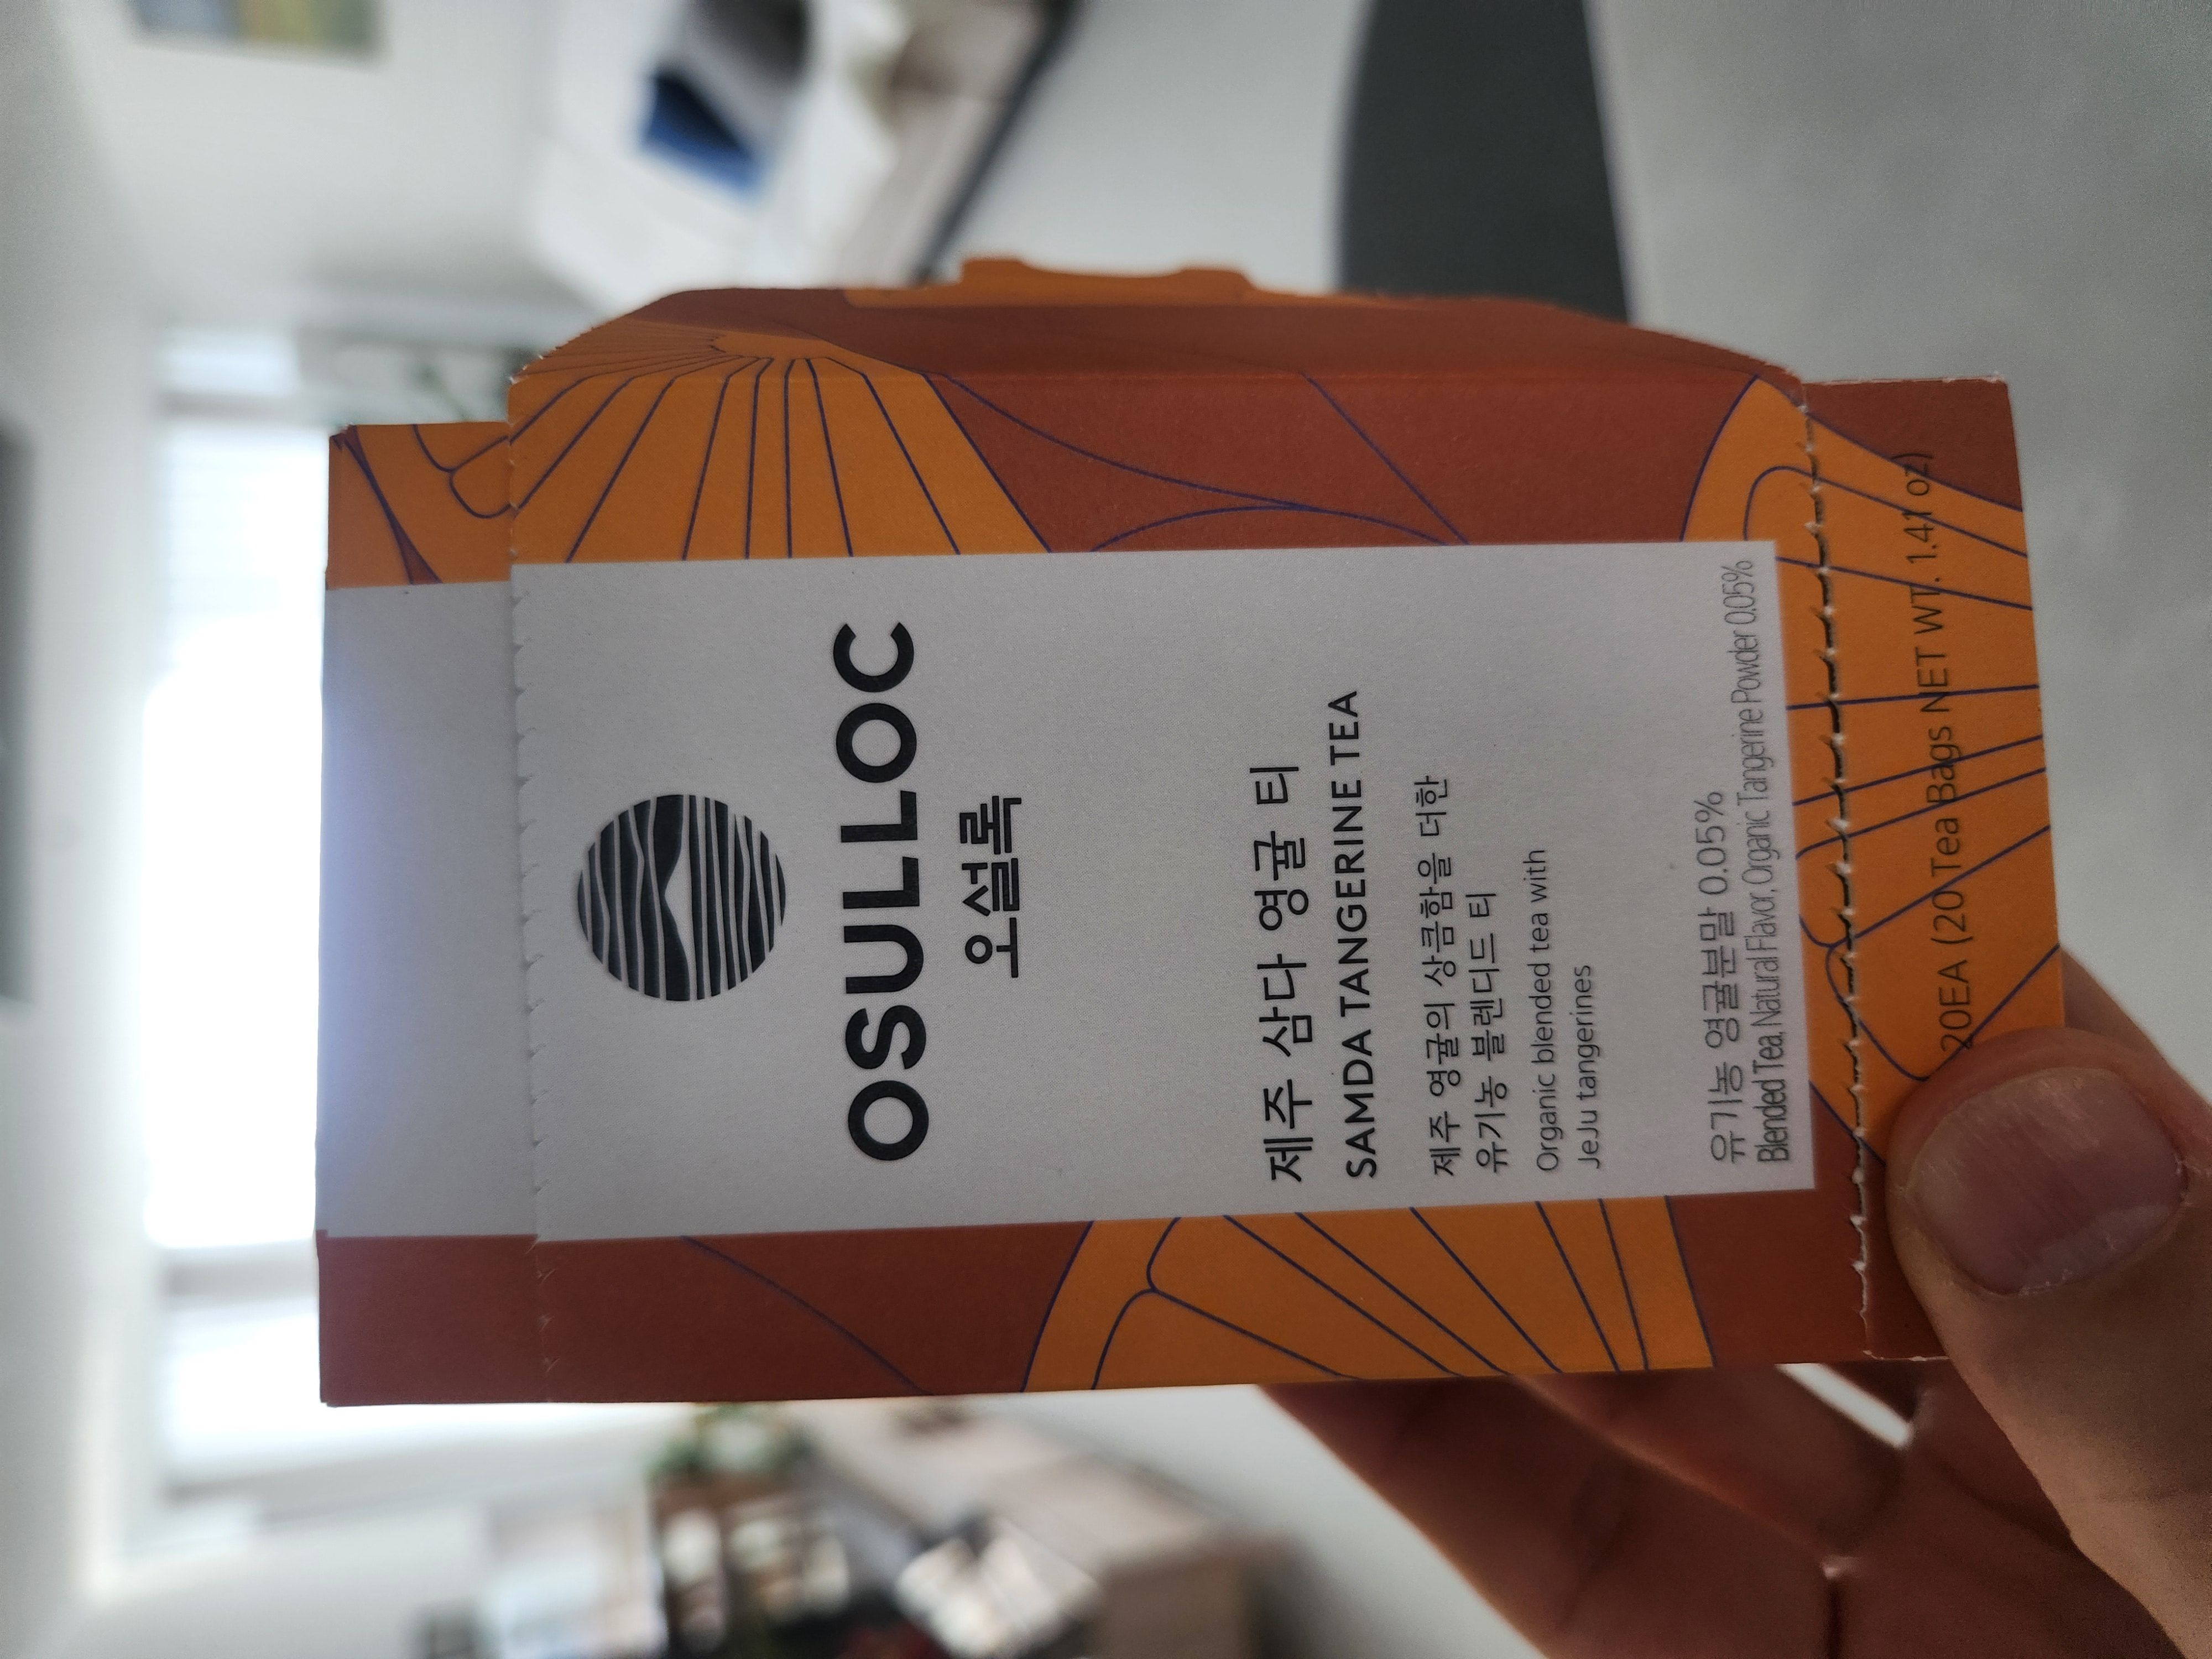 OSULLOC
오설록
제주 삼다 영귤 티
SAMDA TANGERINE TEA
제주 영귤의 상큼함을 더한
유기농 블렌디드 티
Organic blended tea with
JeJu tangerines
유기농 영귤분말 0.05%
Blended Tea, Natural Flavor, Organic Tangerine Powder 0.05%
20EA (20 Tea Bags NET WT. 1.41 oz)